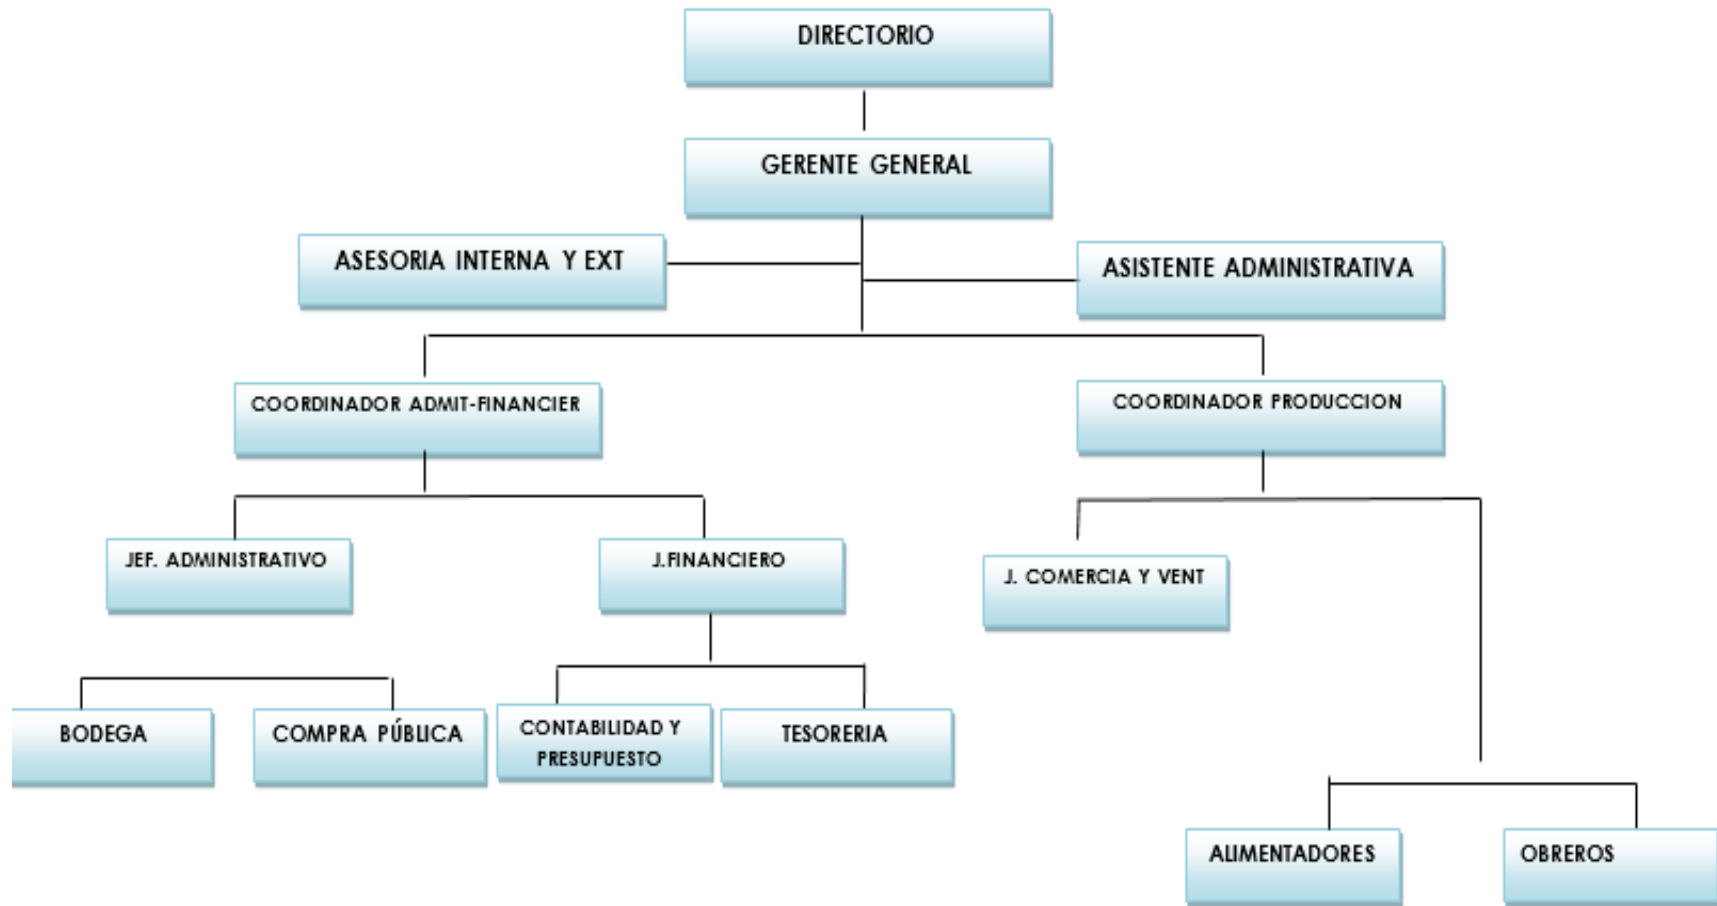 DIRECTORIO
GERENTE GENERAL
ASESORIA INTERNA Y EXT
ASISTENTE ADMINISTRATIVA
COORDINADOR ADMIT-FINANCIER
COORDINADOR PRODUCCION
JEF. ADMINISTRATIVO
J.FINANCIERO
J. COMERCIA Y VENT
BODEGA
COMPRA PÚBLICA
CONTABILIDAD Y
PRESUPUESTO
TESORERIA
ALIMENTADORES
OBREROS